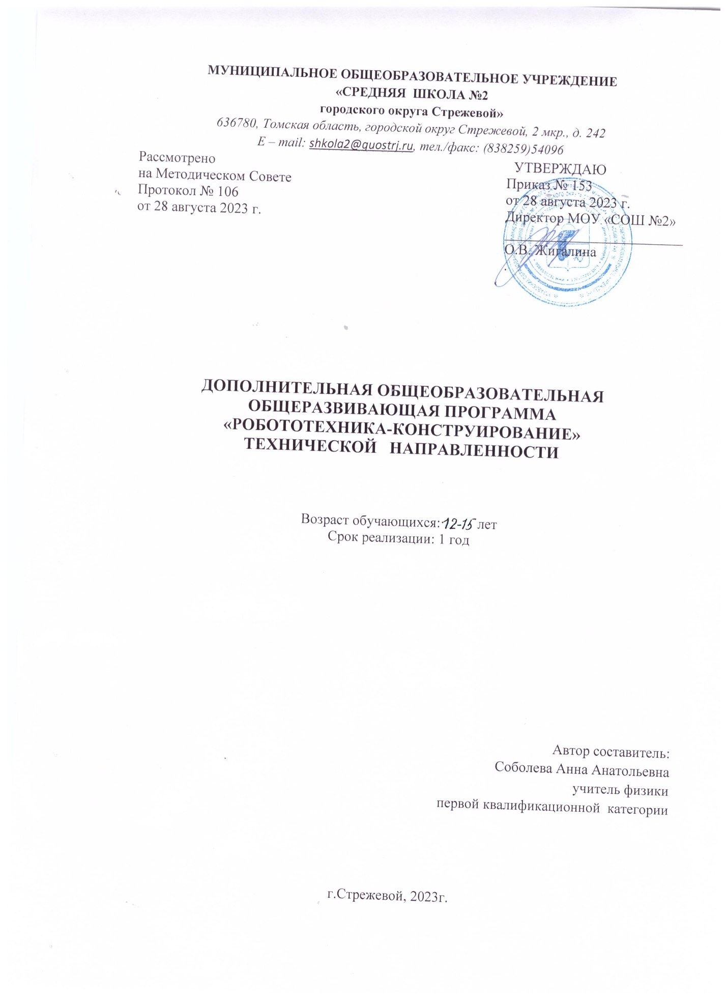 МУНИЦИПАЛЬНОЕ ОБЩЕОБРАЗОВАТЕЛЬНОЕ УЧРЕЖДЕНИЕ
«СРЕДНЯЯ ШКОЛА №2
городского округа Стрежевой»
636780, Томская область, городской округ Стрежевой, 2 мкр., д. 242
E – mail: shkola2@guostrj.ru, тел./факс: (838259)54096
Рассмотрено
на Методическом Совете
Протокол № 106
от 28 августа 2023 г.
УТВЕРЖДАЮ
Приказ № 153
от 28 августа 2023 г.
Директор МОУ «СОШ №2»
О.В. Жигалина
ДОПОЛНИТЕЛЬНАЯ ОБЩЕОБРАЗОВАТЕЛЬНАЯ
ОБЩЕРАЗВИВАЮЩАЯ ПРОГРАММА
«РОБОТОТЕХНИКА-КОНСТРУИРОВАНИЕ»
ТЕХНИЧЕСКОЙ НАПРАВЛЕННОСТИ
Возраст обучающихся: 12-15 лет
Срок реализации: 1 год
Автор составитель:
Соболева Анна Анатольевна
учитель физики
первой квалификационной категории
г.Стрежевой, 2023г.